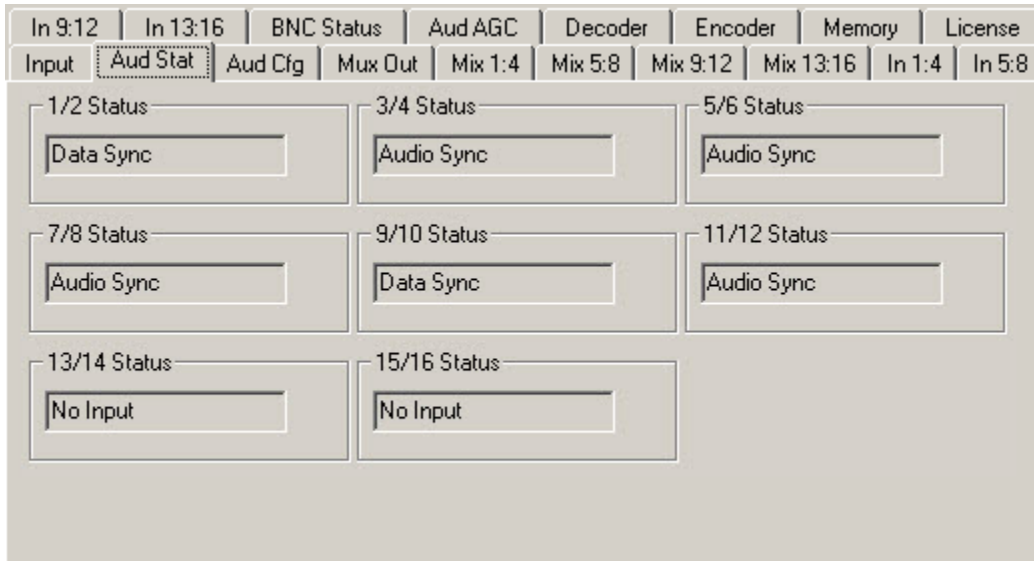 In 9:12 In 13:16 BNC Status Aud AGC Decoder Encoder Memory License
Input Aud Stat Aud Cfg Mux Out Mix 1:4 Mix 5:8 Mix 9:12 Mix 13:16 In 1:4 In 5:8
1/2 Status 3/4 Status 5/6 Status
Data Sync Audio Sync Audio Sync
7/8 Status 9/10 Status 11/12 Status
Audio Sync Data Sync Audio Sync
13/14 Status 15/16 Status
No Input No Input